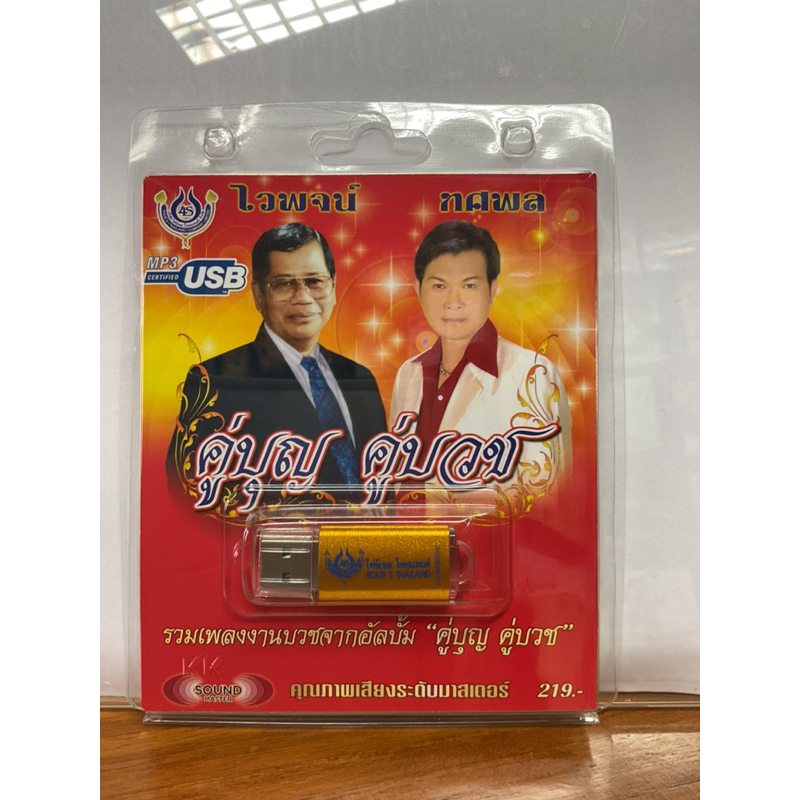 ไวพจน์ ทศพล
4S
MP3
CERTIFIED
USB
คู่บุญ คู่บวช
โฟร์เอส ไทยแลนด์
FOUR S THAILAND
รวมเพลงงานบวชจากอัลบั้ม “คู่บุญ คู่บวช”
KK
SOUND
MASTER
คุณภาพเสียงระดับมาสเตอร์ 219.-